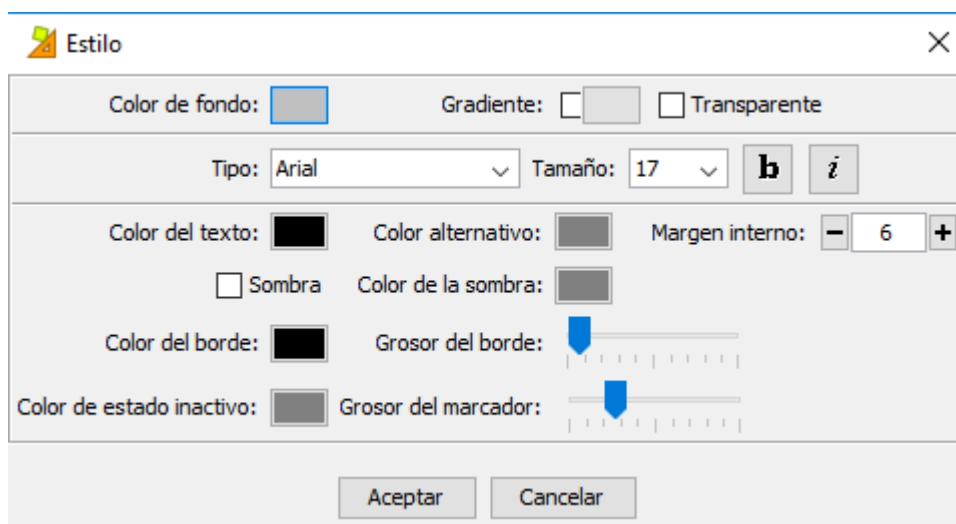 Estilo
Color de fondo: Gradiente: Transparente
Tipo: Arial Tamaño: 17 b i
Color del texto: Color alternativo: Margen interno: − 6 +
Sombra Color de la sombra:
Color del borde: Grosor del borde:
Color de estado inactivo: Grosor del marcador:
Aceptar Cancelar